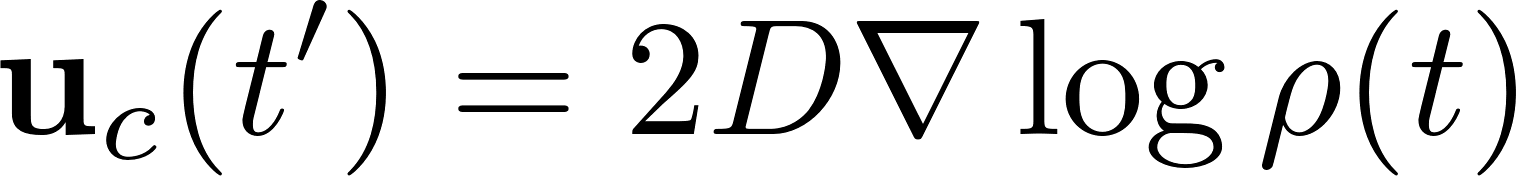 𝐮_c(t′) = 2D∇ log ρ(t)